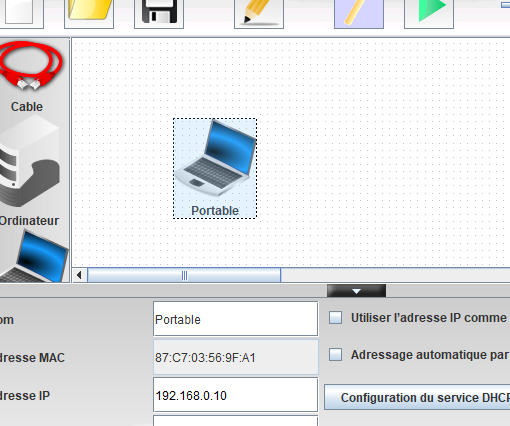 Cable
Ordinateur
Portable
om
Portable
Utiliser l'adresse IP comme
dresse MAC
87:C7:03:56:9F:A1
Adressage automatique par
dresse IP
192.168.0.10
Configuration du service DHCP